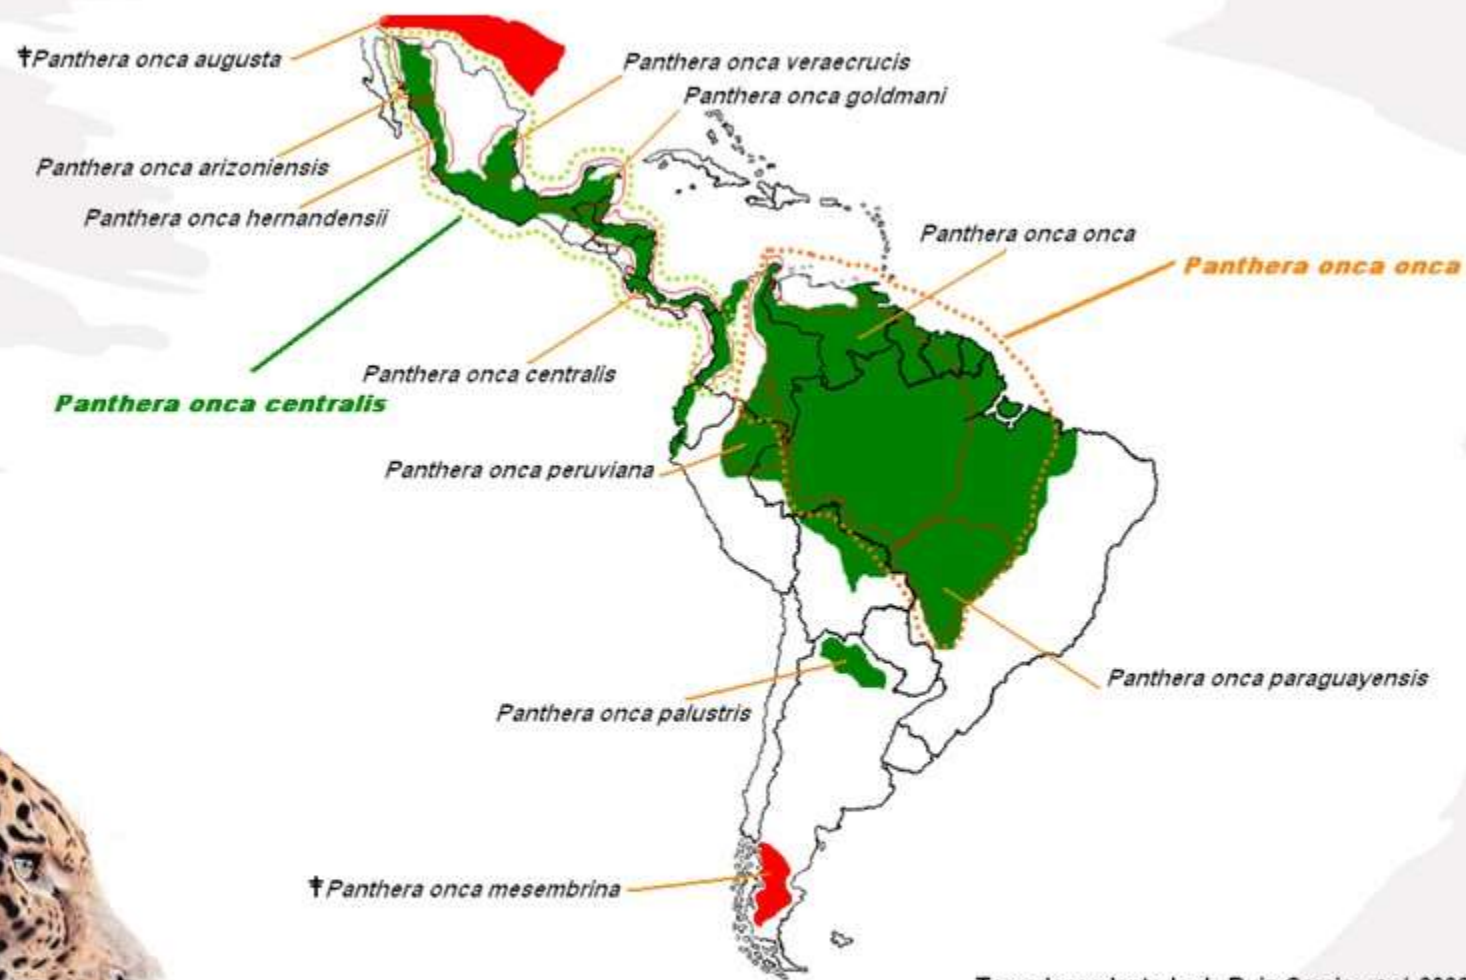 ✝Panthera onca augusta
Panthera onca veraecrucis
Panthera onca goldmani
Panthera onca arizoniensis
Panthera onca hernandensii
Panthera onca onca
Panthera onca onca
Panthera onca centralis
Panthera onca centralis
Panthera onca peruviana
Panthera onca paraguayensis
Panthera onca palustris
✝Panthera onca mesembrina